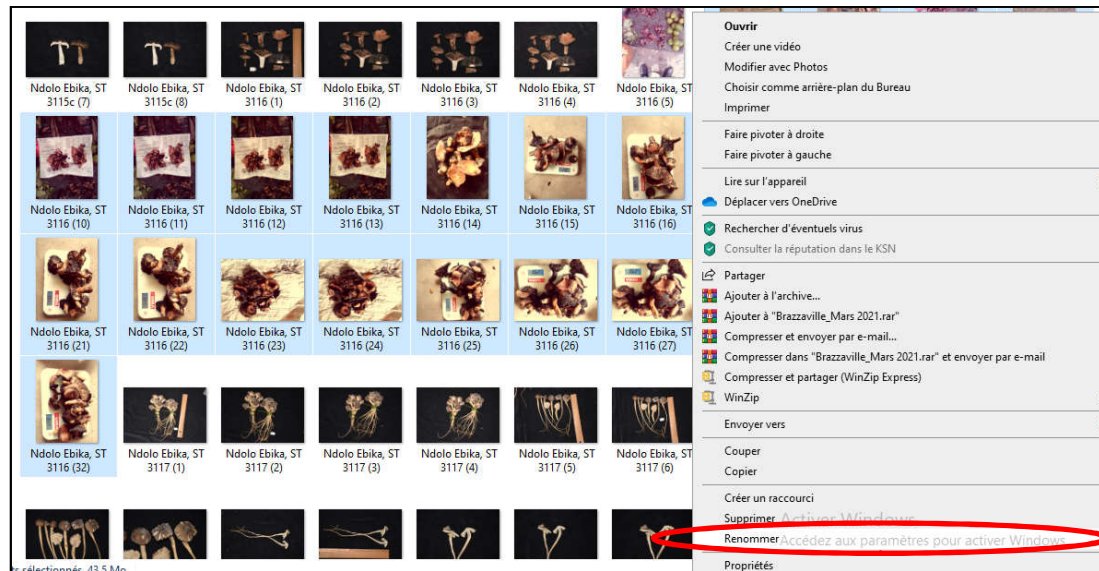 Ndolo Ebika, ST 3115c (7)
Ndolo Ebika, ST 3115c (8)
Ndolo Ebika, ST 3116 (1)
Ndolo Ebika, ST 3116 (2)
Ndolo Ebika, ST 3116 (3)
Ndolo Ebika, ST 3116 (4)
Ndolo Ebika, ST 3116 (5)
Ndolo Ebika, ST 3116 (10)
Ndolo Ebika, ST 3116 (11)
Ndolo Ebika, ST 3116 (12)
Ndolo Ebika, ST 3116 (13)
Ndolo Ebika, ST 3116 (14)
Ndolo Ebika, ST 3116 (15)
Ndolo Ebika, ST 3116 (16)
Ndolo Ebika, ST 3116 (21)
Ndolo Ebika, ST 3116 (22)
Ndolo Ebika, ST 3116 (23)
Ndolo Ebika, ST 3116 (24)
Ndolo Ebika, ST 3116 (25)
Ndolo Ebika, ST 3116 (26)
Ndolo Ebika, ST 3116 (27)
Ndolo Ebika, ST 3116 (32)
Ndolo Ebika, ST 3117 (1)
Ndolo Ebika, ST 3117 (2)
Ndolo Ebika, ST 3117 (3)
Ndolo Ebika, ST 3117 (4)
Ndolo Ebika, ST 3117 (5)
Ndolo Ebika, ST 3117 (6)
ts sélectionnés 43,5 Mo
Ouvrir
Créer une vidéo
Modifier avec Photos
Choisir comme arrière-plan du Bureau
Imprimer
Faire pivoter à droite
Faire pivoter à gauche
Lire sur l'appareil
Déplacer vers OneDrive
Rechercher d'éventuels virus
Consulter la réputation dans le KSN
Partager
Ajouter à l'archive...
Ajouter à "Brazzaville_Mars 2021.rar"
Compresser et envoyer par e-mail...
Compresser dans "Brazzaville_Mars 2021.rar" et envoyer par e-mail
Compresser et partager (WinZip Express)
WinZip
Envoyer vers
Couper
Copier
Créer un raccourci
Supprimer
Activer Windows
Renommer
Accédez aux paramètres pour activer Windows
Propriétés